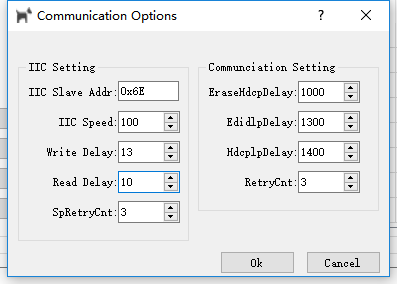 Communication Options
?
IIC Setting
IIC Slave Addr: 0x6E
IIC Speed: 100
Write Delay: 13
Read Delay: 10
SpRetryCnt: 3
Communciation Setting
EraseHdcpDelay: 1000
EdidlpDelay: 1300
HdcplpDelay: 1400
RetryCnt: 3
Ok
Cancel